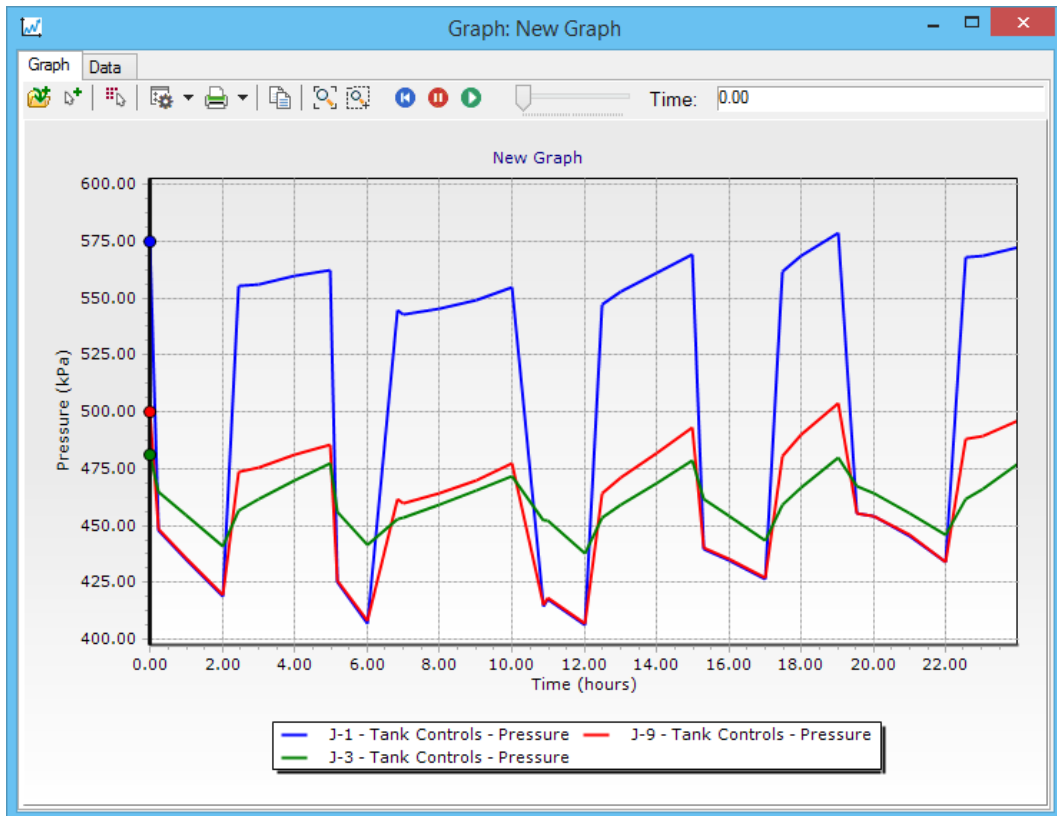 Graph: New Graph
Graph Data
Time: 0.00
New Graph
600.00
575.00
550.00
525.00
500.00
475.00
450.00
425.00
400.00
Pressure (kPa)
0.00 2.00 4.00 6.00 8.00 10.00 12.00 14.00 16.00 18.00 20.00 22.00
Time (hours)
J-1 - Tank Controls - Pressure J-9 - Tank Controls - Pressure
J-3 - Tank Controls - Pressure